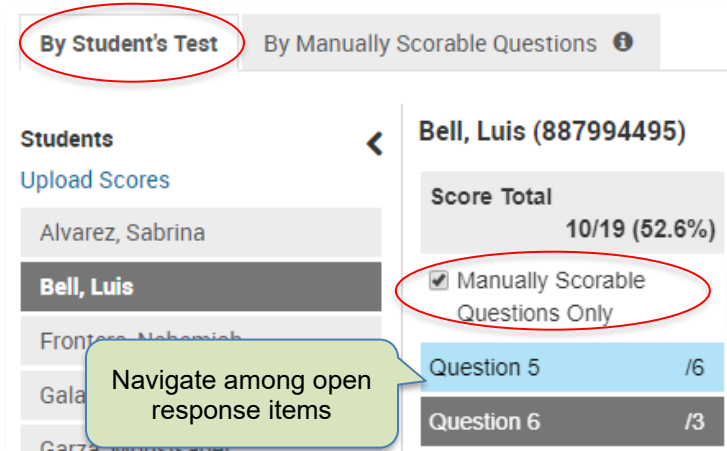 By Student's Test
By Manually Scorable Questions
Students
Upload Scores
Alvarez, Sabrina
Bell, Luis
Bell, Luis (887994495)
Score Total
10/19 (52.6%)
Manually Scorable
Questions Only
Question 5 /6
Question 6 /3
Navigate among open
response items